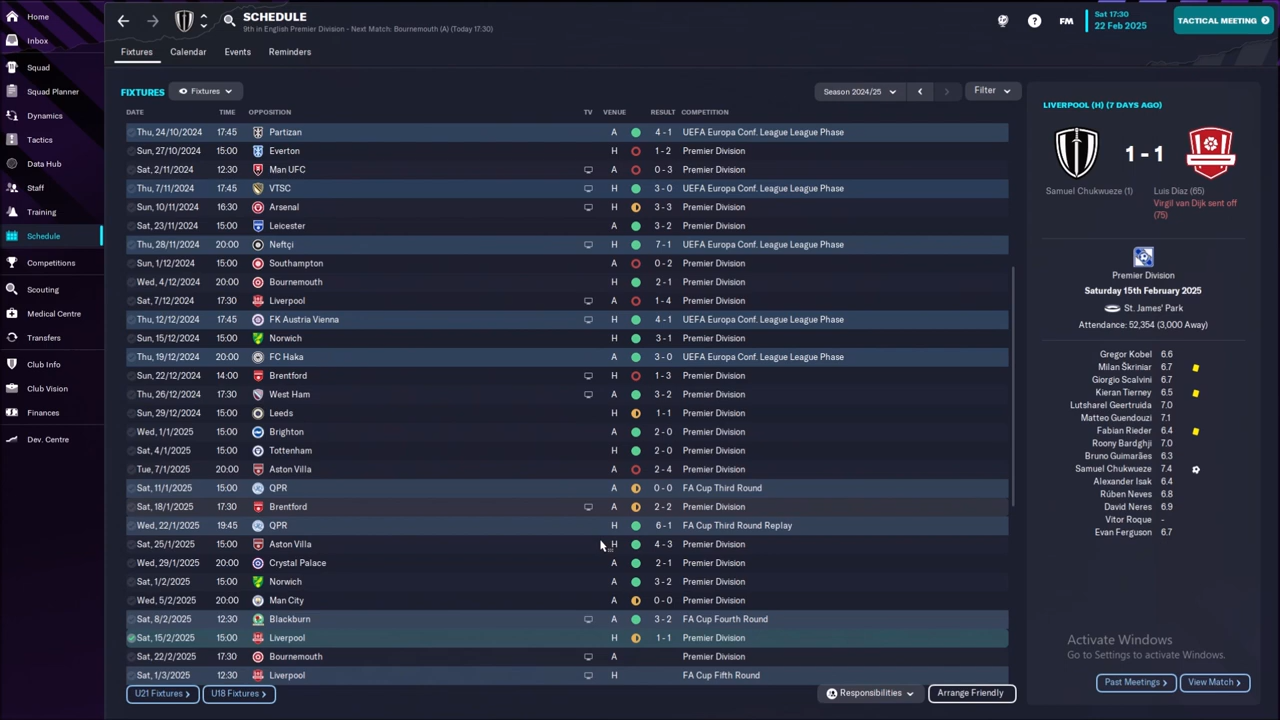 Home
SCHEDULE
9th in English Premier Division - Next Match: Bournemouth (A) (Today 17:30)
FM
Sat 17:30
22 Feb 2025
TACTICAL MEETING
Inbox
Fixtures
Calendar
Events
Reminders
Squad
Squad Planner
Dynamics
Tactics
Data Hub
Staff
Training
Schedule
Competitions
Scouting
Medical Centre
Transfers
Club Info
Club Vision
Finances
Dev. Centre
FIXTURES
Fixtures
Season 2024/25
Filter
DATE TIME OPPOSITION TV VENUE RESULT COMPETITION
Thu, 24/10/2024 17:45 Partizan A 4 - 1 UEFA Europa Conf. League League Phase
Sun, 27/10/2024 15:00 Everton H 1 - 2 Premier Division
Sat, 2/11/2024 12:30 Man UFC A 0 - 3 Premier Division
Thu, 7/11/2024 17:45 VTSC H 3 - 0 UEFA Europa Conf. League League Phase
Sun, 10/11/2024 16:30 Arsenal H 3 - 3 Premier Division
Sat, 23/11/2024 15:00 Leicester A 3 - 2 Premier Division
Thu, 28/11/2024 20:00 Neftçi H 7 - 1 UEFA Europa Conf. League League Phase
Sun, 1/12/2024 15:00 Southampton A 0 - 2 Premier Division
Wed, 4/12/2024 20:00 Bournemouth H 2 - 1 Premier Division
Sat, 7/12/2024 17:30 Liverpool A 1 - 4 Premier Division
Thu, 12/12/2024 17:45 FK Austria Vienna H 4 - 1 UEFA Europa Conf. League League Phase
Sun, 15/12/2024 15:00 Norwich H 3 - 1 Premier Division
Thu, 19/12/2024 20:00 FC Haka A 3 - 0 UEFA Europa Conf. League League Phase
Sun, 22/12/2024 14:00 Brentford H 1 - 3 Premier Division
Thu, 26/12/2024 17:30 West Ham A 3 - 2 Premier Division
Sun, 29/12/2024 15:00 Leeds H 1 - 1 Premier Division
Wed, 1/1/2025 15:00 Brighton A 2 - 0 Premier Division
Sat, 4/1/2025 15:00 Tottenham H 2 - 0 Premier Division
Tue, 7/1/2025 20:00 Aston Villa A 2 - 4 Premier Division
Sat, 11/1/2025 15:00 QPR A 0 - 0 FA Cup Third Round
Sat, 18/1/2025 17:30 Brentford A 2 - 2 Premier Division
Wed, 22/1/2025 19:45 QPR H 6 - 1 FA Cup Third Round Replay
Sat, 25/1/2025 15:00 Aston Villa H 4 - 3 Premier Division
Wed, 29/1/2025 20:00 Crystal Palace A 2 - 1 Premier Division
Sat, 1/2/2025 15:00 Norwich A 3 - 2 Premier Division
Wed, 5/2/2025 20:00 Man City A 0 - 0 Premier Division
Sat, 8/2/2025 12:30 Blackburn A 3 - 2 FA Cup Fourth Round
Sat, 15/2/2025 15:00 Liverpool H 1 - 1 Premier Division
Sat, 22/2/2025 17:30 Bournemouth A Premier Division
Sat, 1/3/2025 12:30 Liverpool H FA Cup Fifth Round
U21 Fixtures
U18 Fixtures
Responsibilities
Arrange Friendly
LIVERPOOL (H) (7 DAYS AGO)
1 - 1
Samuel Chukwueze (1)
Luis Díaz (65)
Virgil van Dijk sent off
(75)
Premier Division
Saturday 15th February 2025
St. James' Park
Attendance: 52,354 (3,000 Away)
Gregor Kobel 6.6
Milan Škriniar 6.7
Giorgio Scalvini 6.7
Kieran Tierney 6.5
Lutsharel Geertruida 7.0
Matteo Guendouzi 7.1
Fabian Rieder 6.4
Roony Bardghji 7.0
Bruno Guimarães 6.3
Samuel Chukwueze 7.4
Alexander Isak 6.4
Rúben Neves 6.8
David Neres 6.9
Vitor Roque -
Evan Ferguson 6.7
Activate Windows
Go to Settings to activate Windows.
Past Meetings
View Match